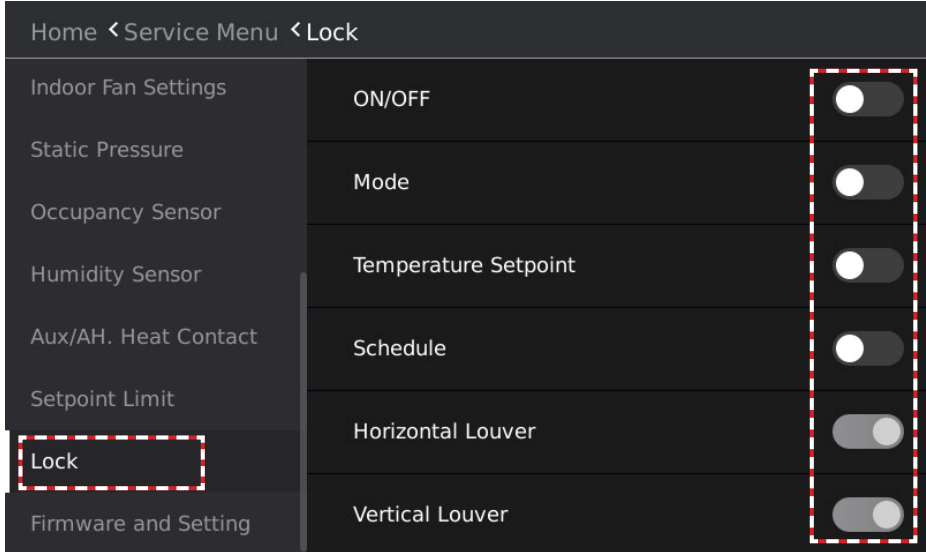 Home < Service Menu < Lock
Indoor Fan Settings
Static Pressure
Occupancy Sensor
Humidity Sensor
Aux/AH. Heat Contact
Setpoint Limit
Lock
Firmware and Setting
ON/OFF
Mode
Temperature Setpoint
Schedule
Horizontal Louver
Vertical Louver